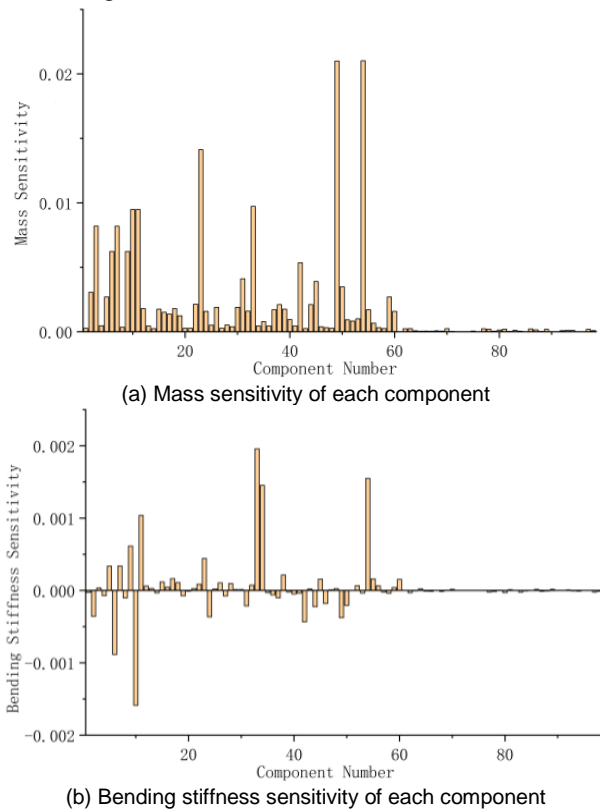 0.02
0.01
0.00
Mass Sensitivity
20
40
60
80
Component Number
(a) Mass sensitivity of each component
0.002
0.001
0.000
-0.001
-0.002
Bending Stiffness Sensitivity
20
40
60
80
Component Number
(b) Bending stiffness sensitivity of each component